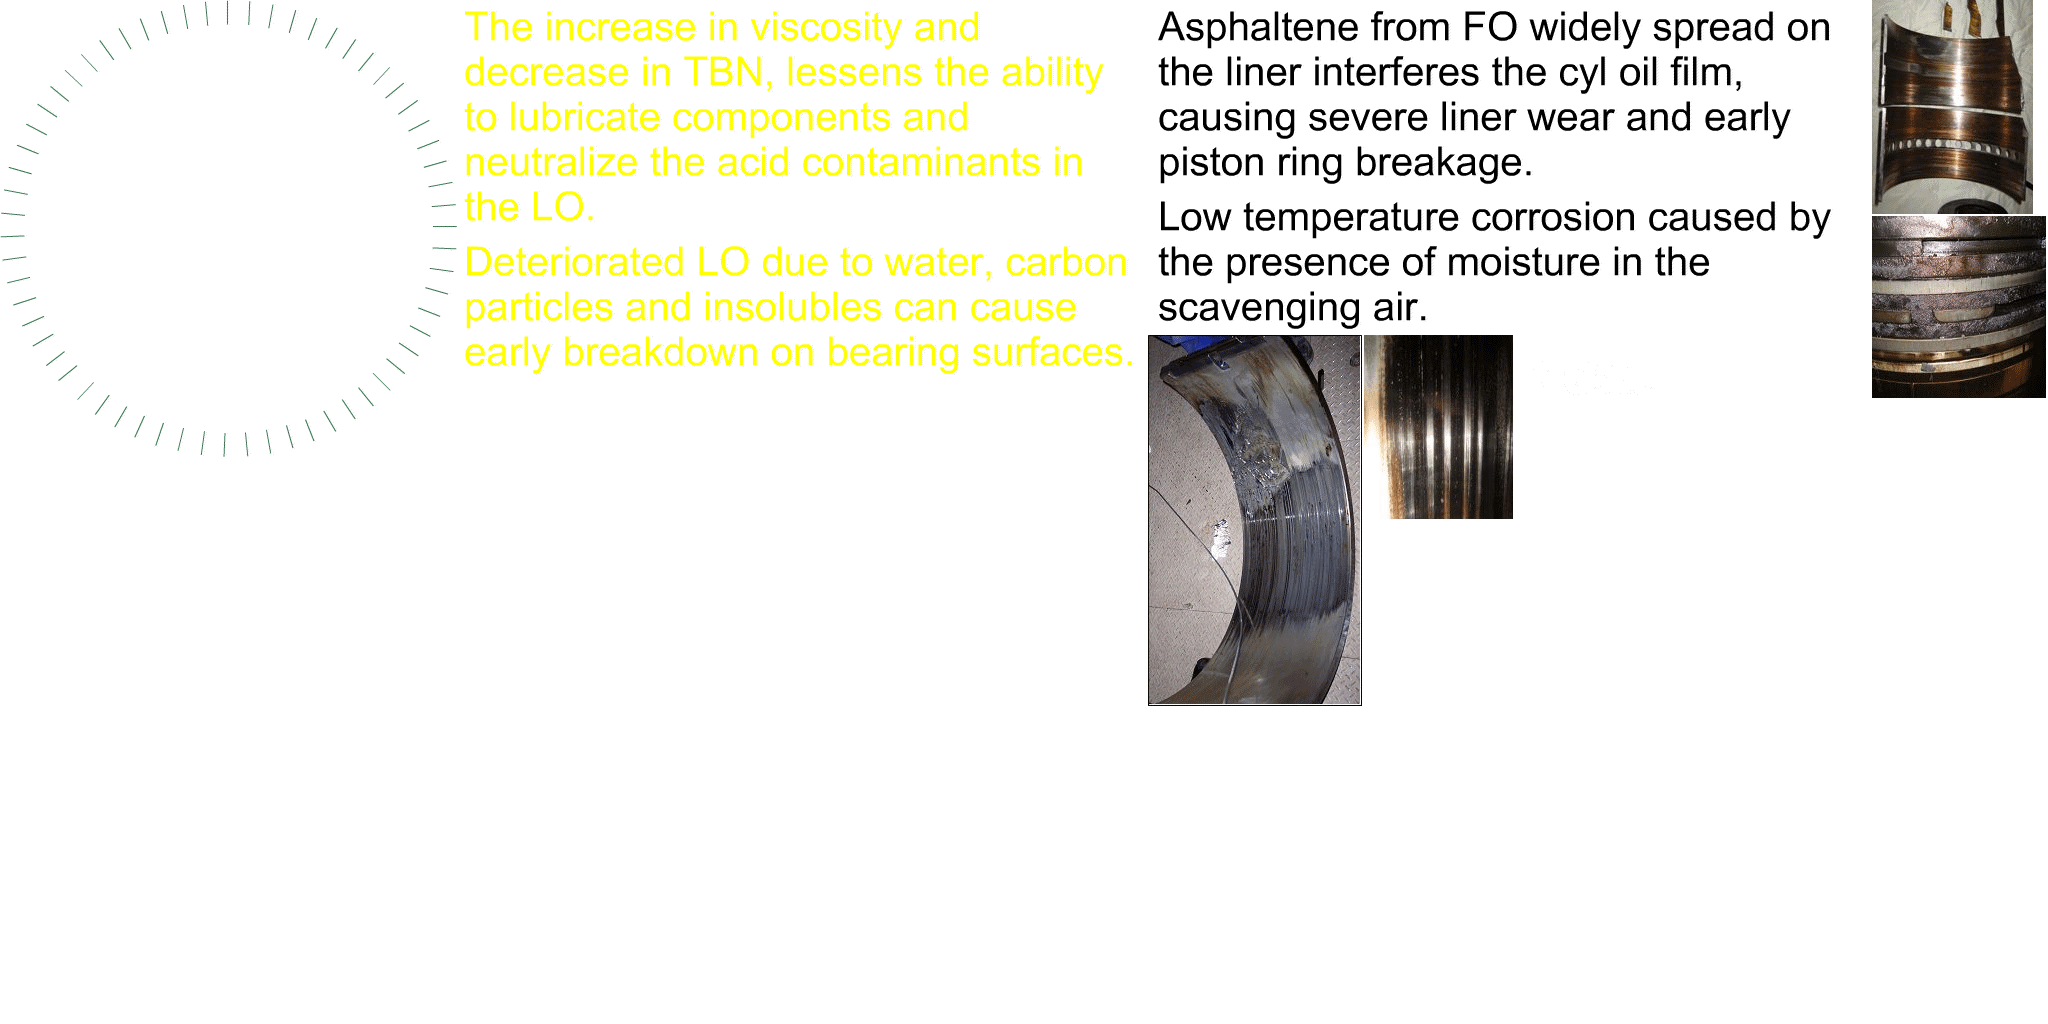 The increase in viscosity and
decrease in TBN, lessens the ability
to lubricate components and
neutralize the acid contaminants in
the LO.
Deteriorated LO due to water, carbon
particles and insolubles can cause
early breakdown on bearing surfaces.
Asphaltene from FO widely spread on
the liner interferes the cyl oil film,
causing severe liner wear and early
piston ring breakage.
Low temperature corrosion caused by
the presence of moisture in the
scavenging air.